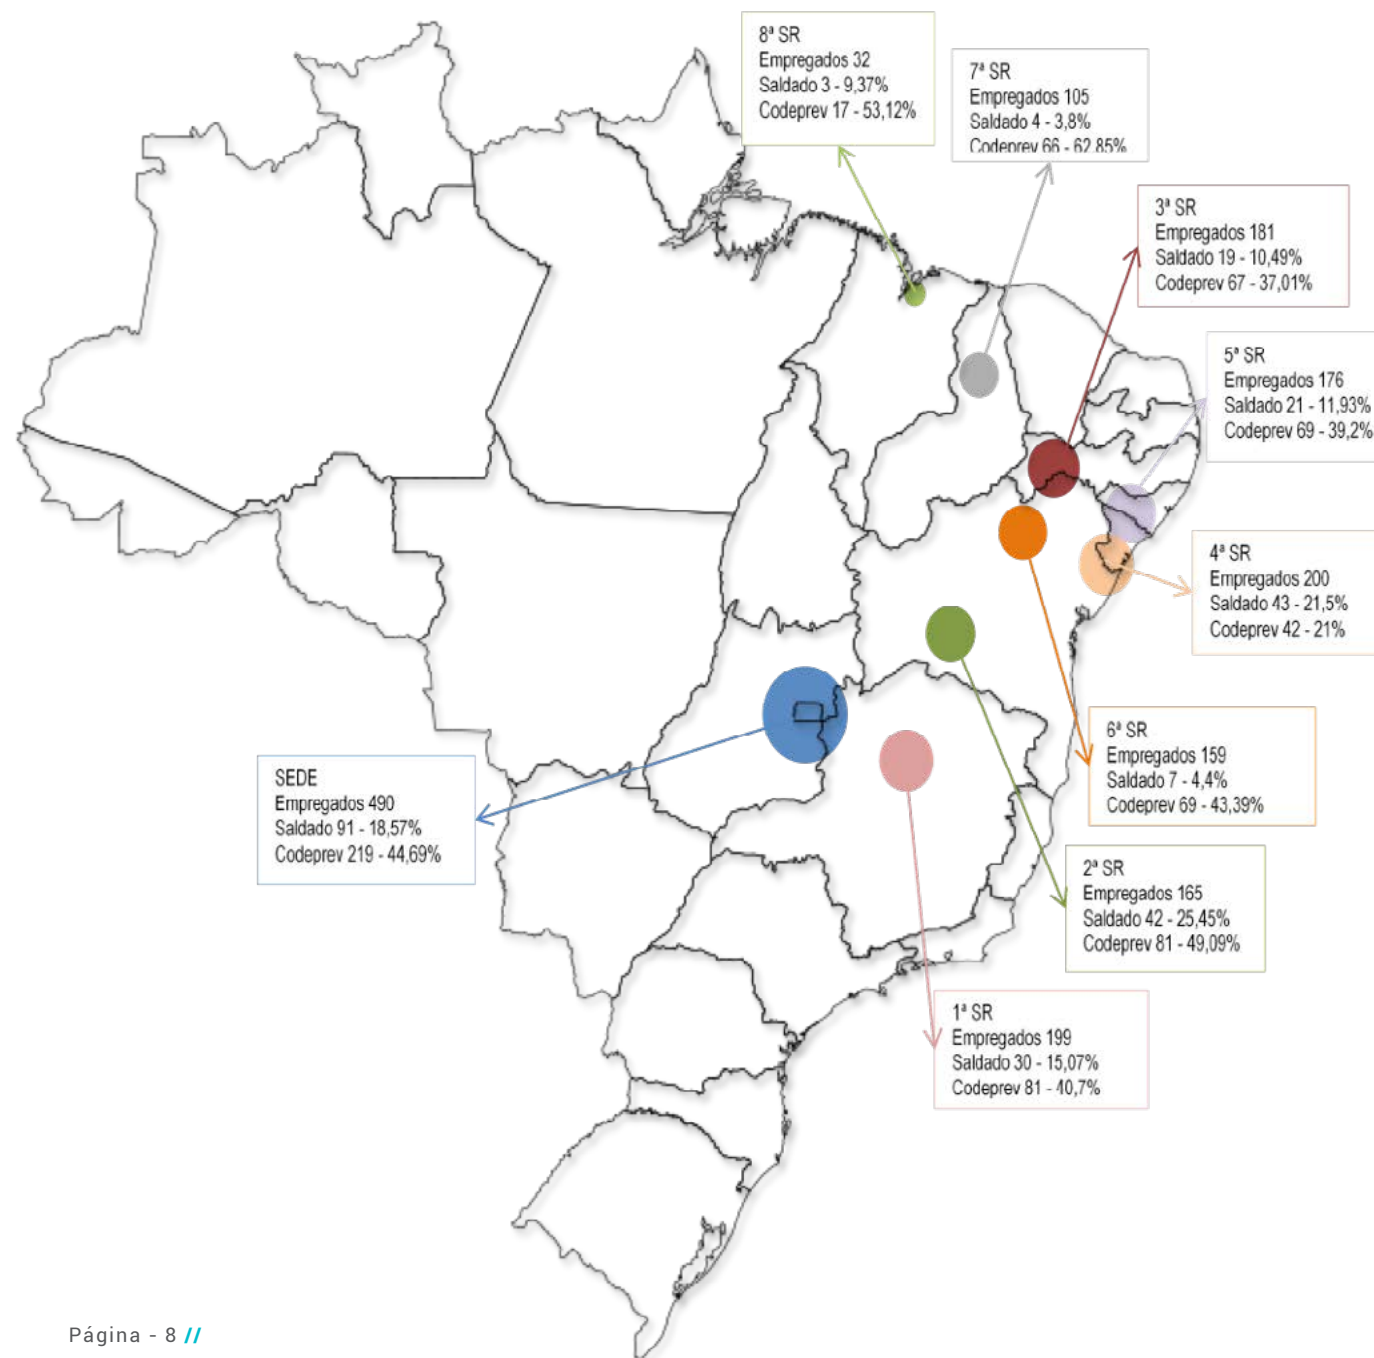 8ª SR
Empregados 32
Saldado 3 - 9,37%
Codeprev 17 - 53,12%
7ª SR
Empregados 105
Saldado 4 - 3,8%
Codeprev 66 - 62,85%
3ª SR
Empregados 181
Saldado 19 - 10,49%
Codeprev 67 - 37,01%
5ª SR
Empregados 176
Saldado 21 - 11,93%
Codeprev 69 - 39,2%
4ª SR
Empregados 200
Saldado 43 - 21,5%
Codeprev 42 - 21%
6ª SR
Empregados 159
Saldado 7 - 4,4%
Codeprev 69 - 43,39%
SEDE
Empregados 490
Saldado 91 - 18,57%
Codeprev 219 - 44,69%
2ª SR
Empregados 165
Saldado 42 - 25,45%
Codeprev 81 - 49,09%
1ª SR
Empregados 199
Saldado 30 - 15,07%
Codeprev 81 - 40,7%
Página - 8 //